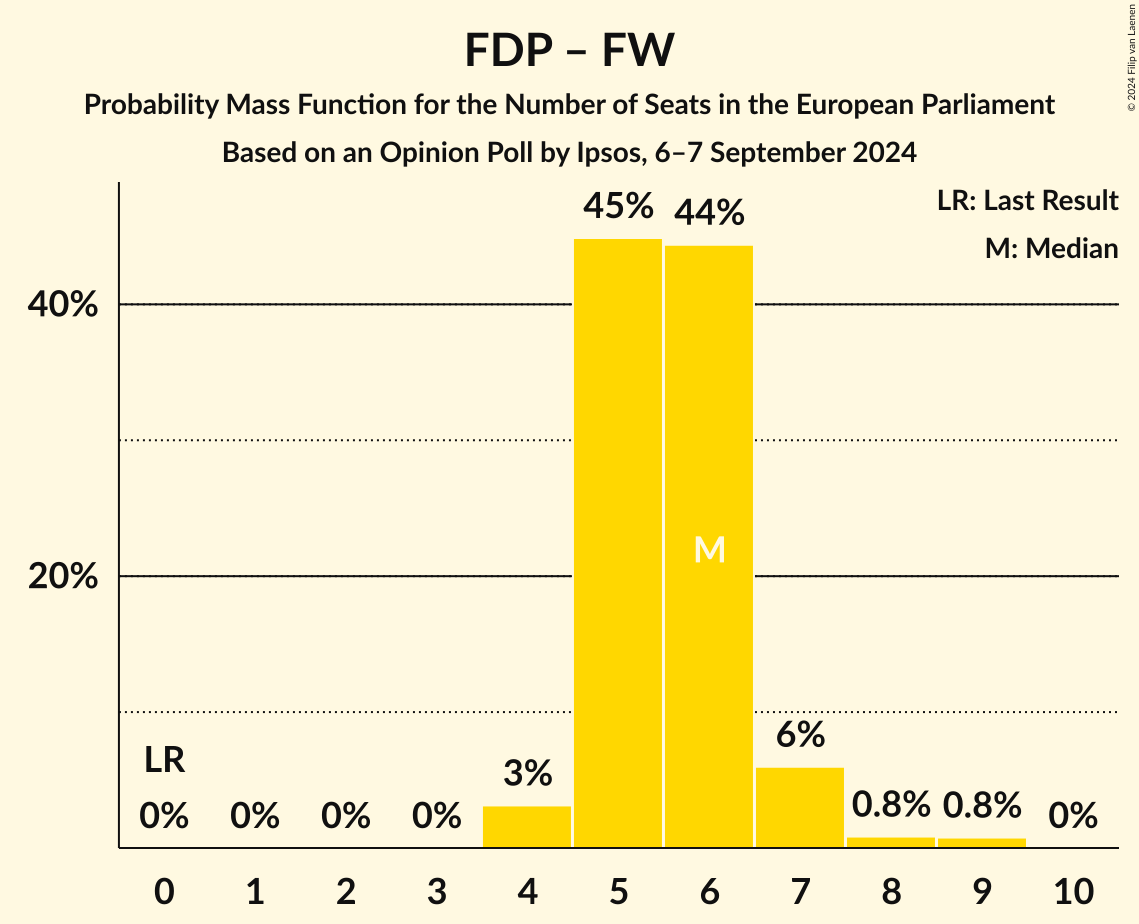 FDP – FW
Probability Mass Function for the Number of Seats in the European Parliament
Based on an Opinion Poll by Ipsos, 6–7 September 2024
© 2024 Filip van Laenen
LR: Last Result
M: Median
45%
44%
40%
M
20%
6%
LR
3%
0%
0%
0%
0%
0.8%
0.8%
0%
0 1 2 3 4 5 6 7 8 9 10